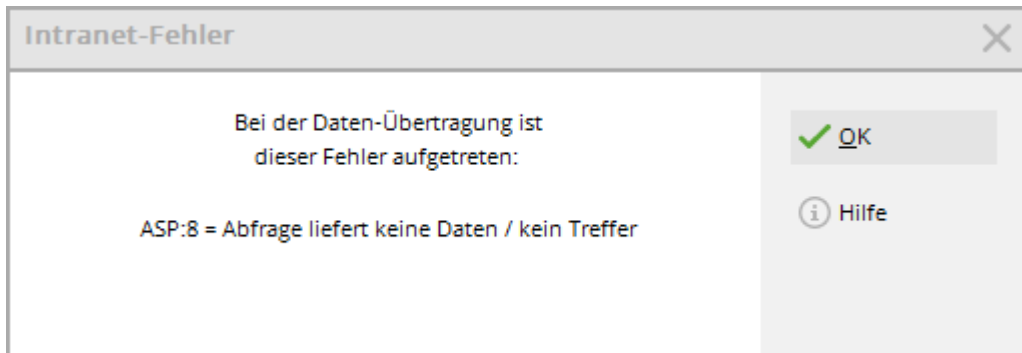 Intranet-Fehler
Bei der Daten-Übertragung ist
dieser Fehler aufgetreten:
ASP:8 = Abfrage liefert keine Daten / kein Treffer
OK
Hilfe